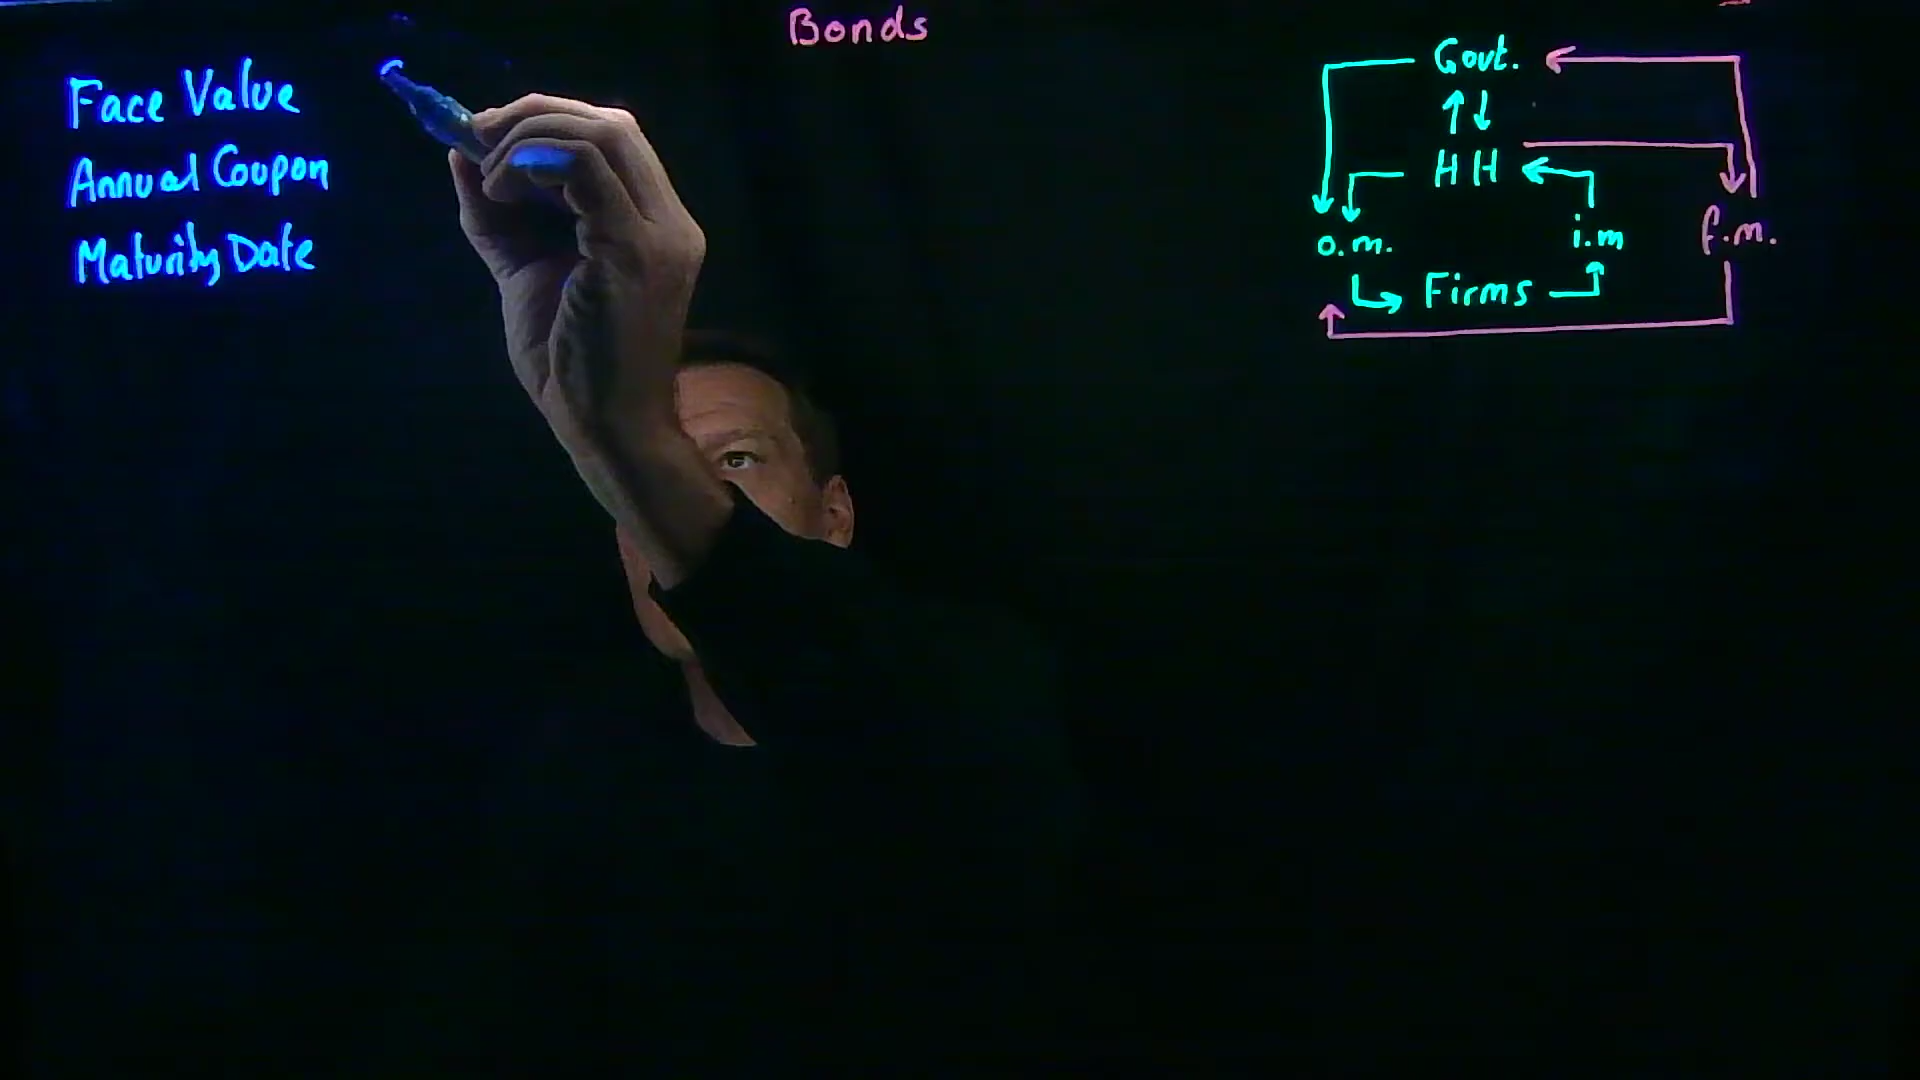 Bonds
Face Value
Annual Coupon
Maturity Date
Govt.
HH
o.m.
i.m
f.m.
Firms